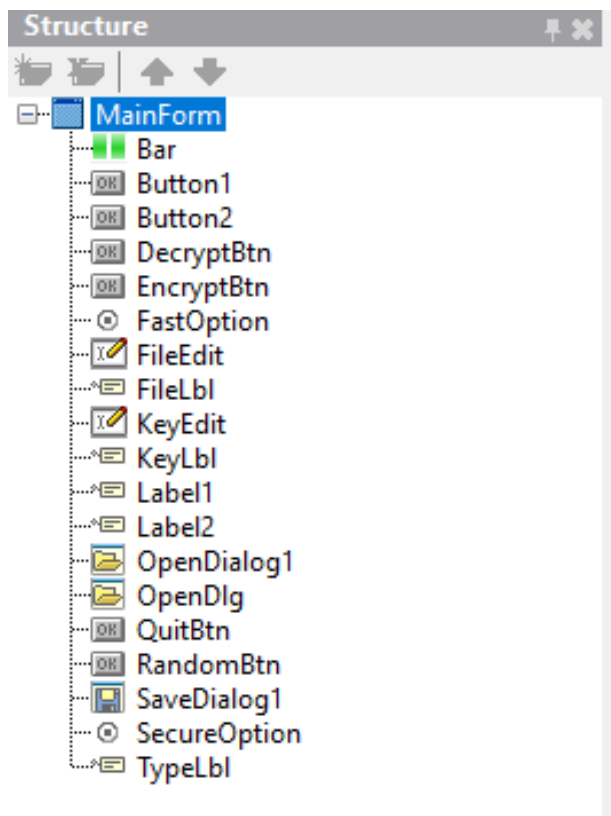 Structure
MainForm
Bar
Button1
Button2
DecryptBtn
EncryptBtn
FastOption
FileEdit
FileLbl
KeyEdit
KeyLbl
Label1
Label2
OpenDialog1
OpenDlg
QuitBtn
RandomBtn
SaveDialog1
SecureOption
TypeLbl